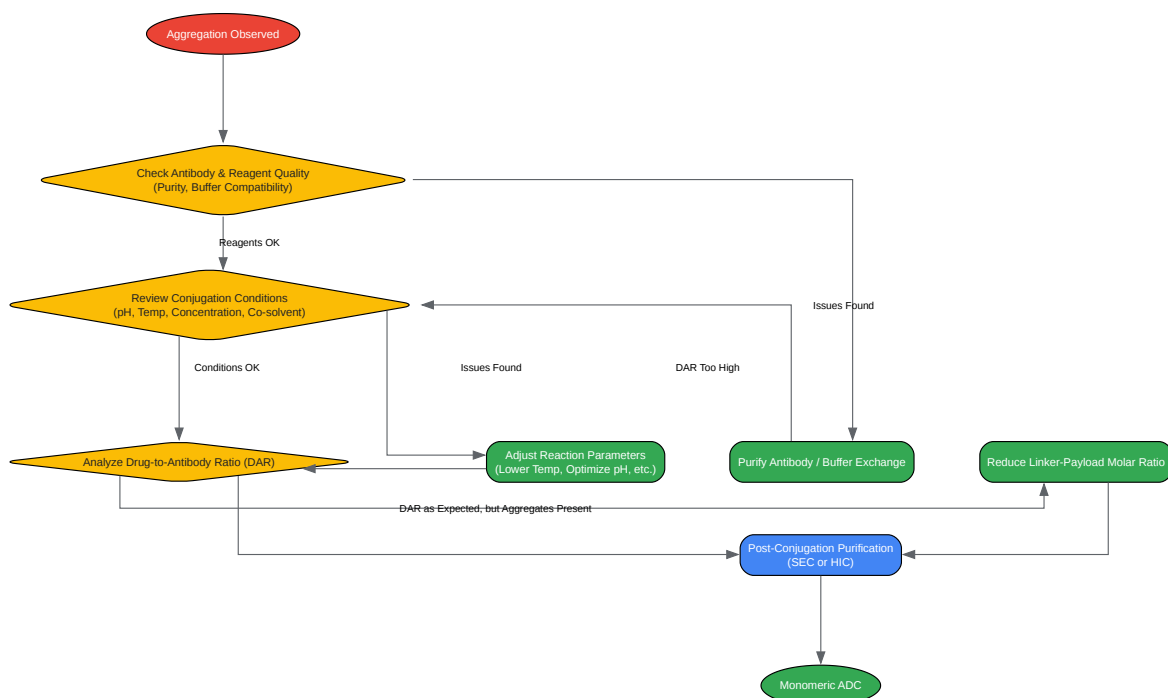 Aggregation Observed
Check Antibody & Reagent Quality
(Purity, Buffer Compatibility)
Reagents OK
Review Conjugation Conditions
(pH, Temp, Concentration, Co-solvent)
Issues Found
Conditions OK
Issues Found
DAR Too High
Analyze Drug-to-Antibody Ratio (DAR)
Adjust Reaction Parameters
(Lower Temp, Optimize pH, etc.)
Purify Antibody / Buffer Exchange
Reduce Linker-Payload Molar Ratio
DAR as Expected, but Aggregates Present
Post-Conjugation Purification
(SEC or HIC)
Monomeric ADC